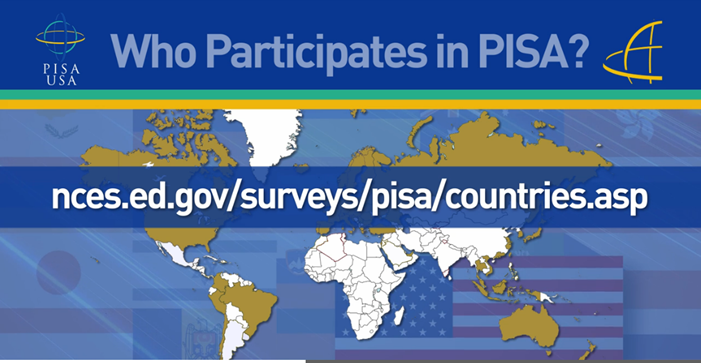 Who Participates in PISA?
PISA
USA
nces.ed.gov/surveys/pisa/countries.asp